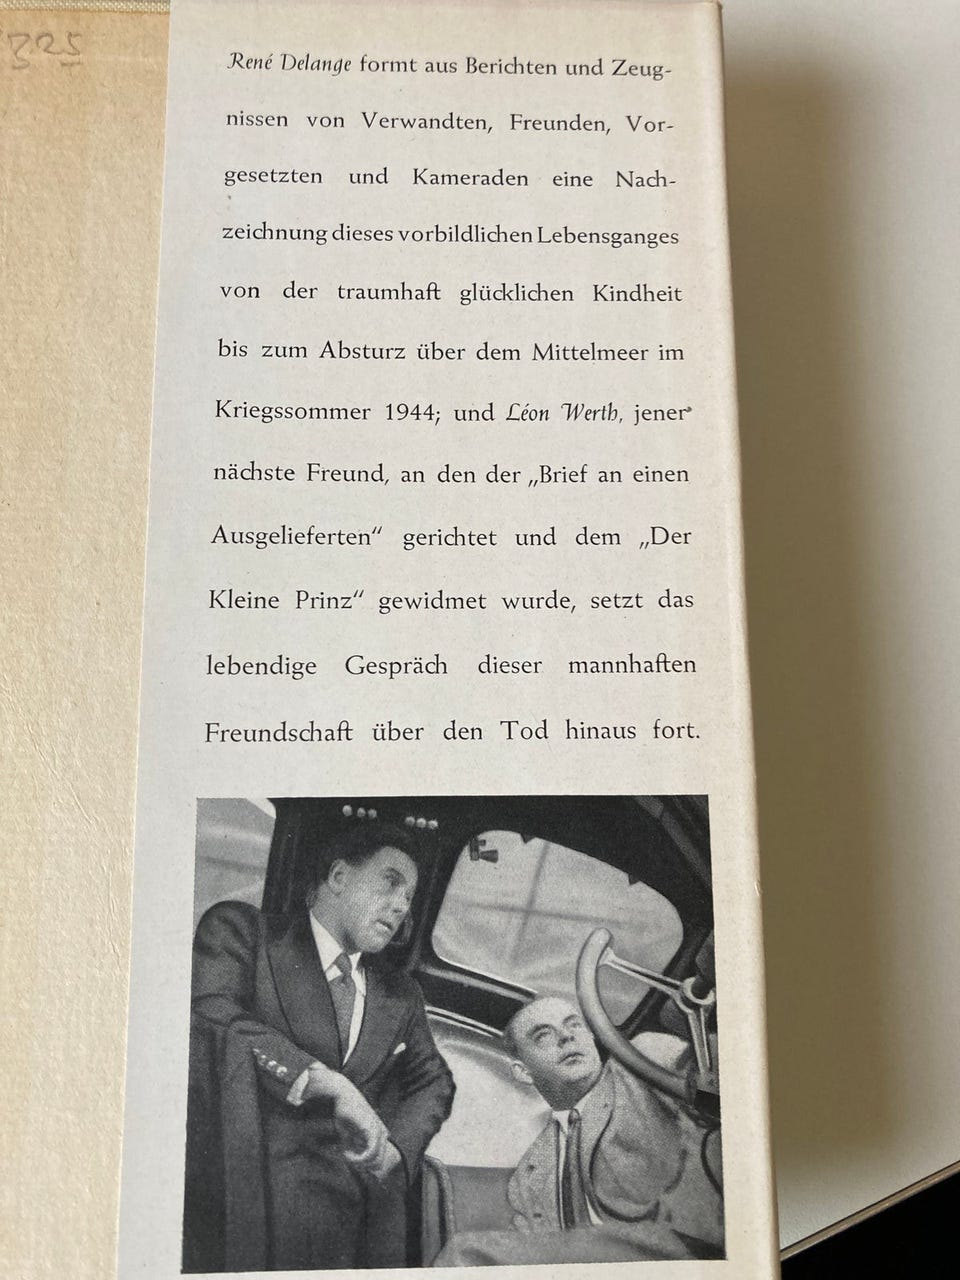 325
René Delange formt aus Berichten und Zeug-
nissen von Verwandten, Freunden, Vor-
gesetzten und Kameraden eine Nach-
zeichnung dieses vorbildlichen Lebensganges
von der traumhaft glücklichen Kindheit
bis zum Absturz über dem Mittelmeer im
Kriegssommer 1944; und Léon Werth, jener
nächste Freund, an den der „Brief an einen
Ausgelieferten“ gerichtet und dem „Der
Kleine Prinz“ gewidmet wurde, setzt das
lebendige Gespräch dieser mannhaften
Freundschaft über den Tod hinaus fort.